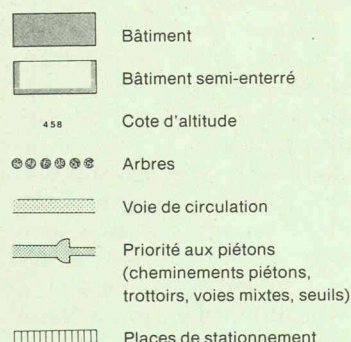 Bâtiment
Bâtiment semi-enterré
458 Cote d'altitude
Arbres
Voie de circulation
Priorité aux piétons
(cheminements piétons,
trottoirs, voies mixtes, seuils)
Places de stationnement